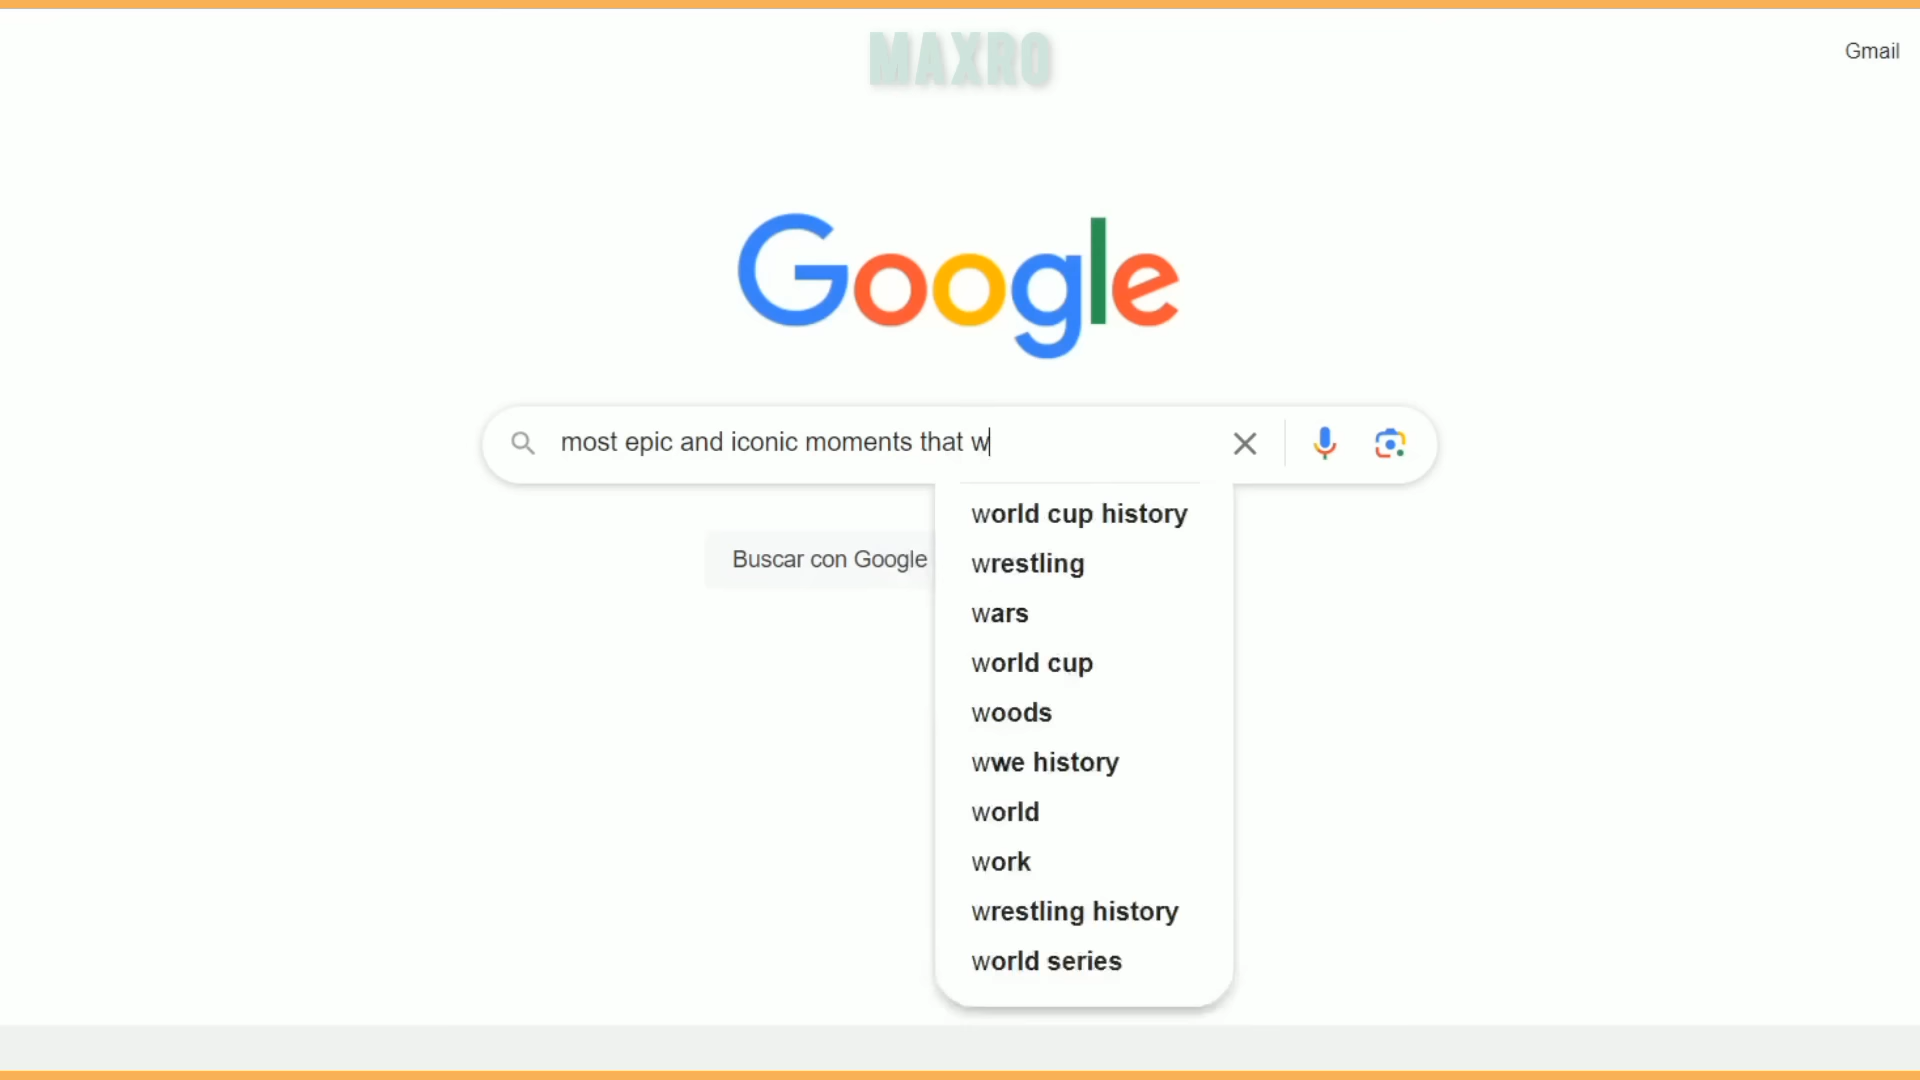 MAXRO
Gmail
Google
most epic and iconic moments that w
world cup history
wrestling
Buscar con Google
wars
world cup
woods
wwe history
world
work
wrestling history
world series